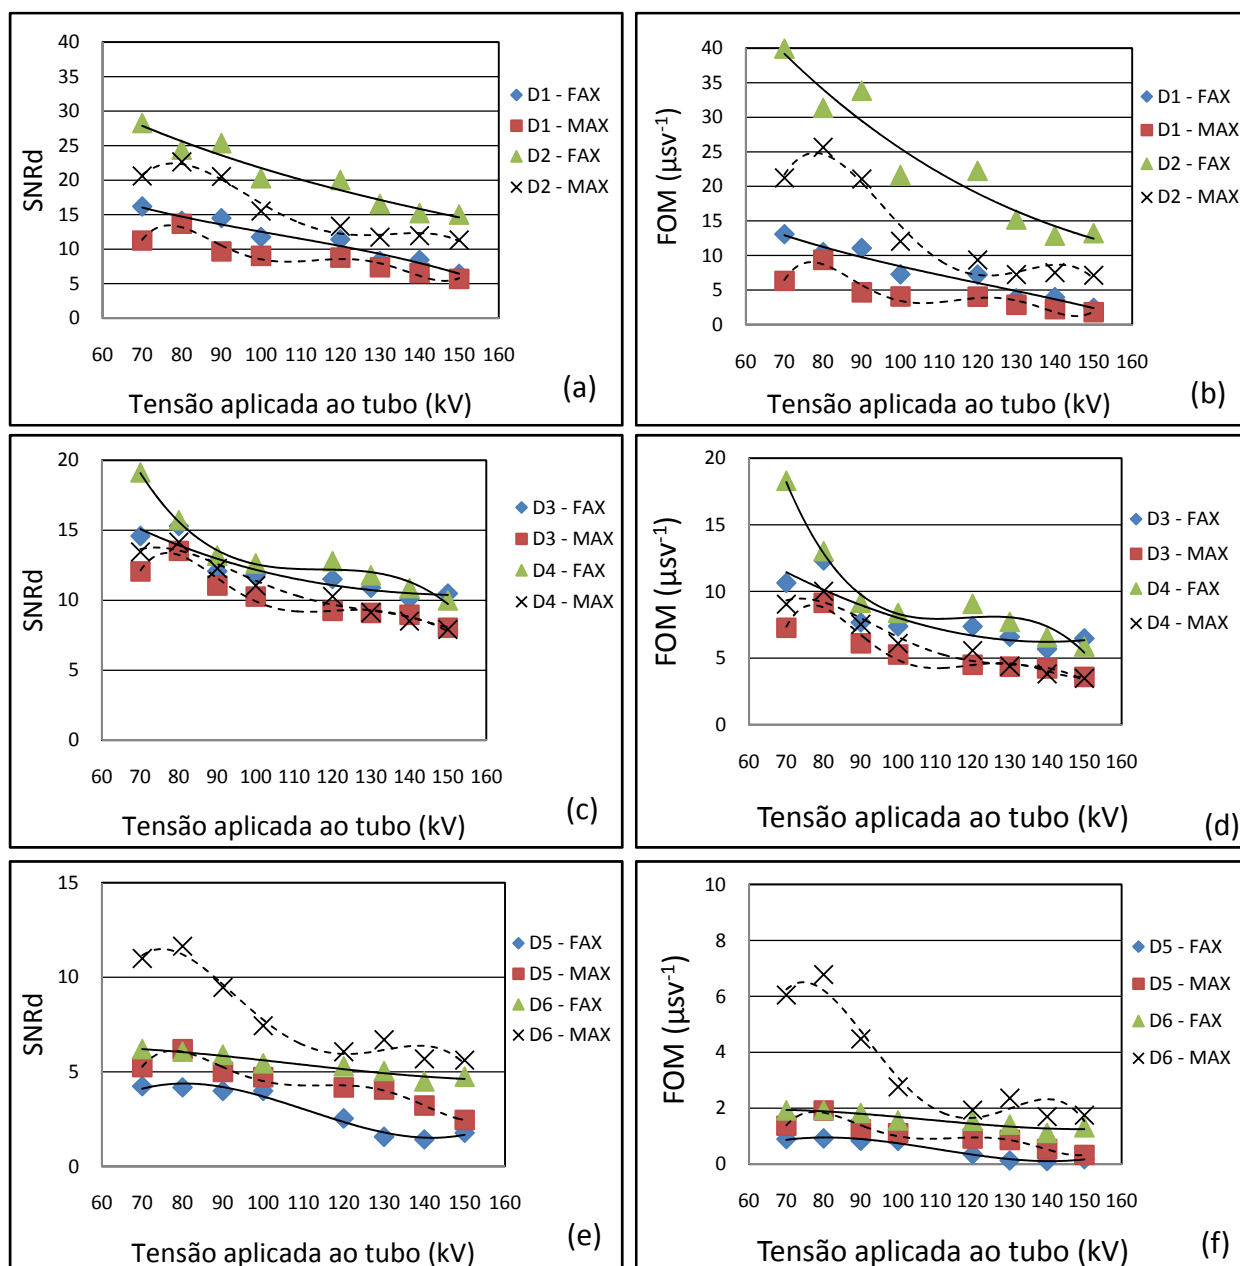 SNRd
40
35
30
25
20
15
10
5
0
60 70 80 90 100 110 120 130 140 150 160
Tensão aplicada ao tubo (kV)
D1 - FAX
D1 - MAX
D2 - FAX
D2 - MAX
(a)
FOM (µsv-1)
40
35
30
25
20
15
10
5
0
60 70 80 90 100 110 120 130 140 150 160
Tensão aplicada ao tubo (kV)
D1 - FAX
D1 - MAX
D2 - FAX
D2 - MAX
(b)
SNRd
20
15
10
5
0
60 70 80 90 100 110 120 130 140 150 160
Tensão aplicada ao tubo (kV)
D3 - FAX
D3 - MAX
D4 - FAX
D4 - MAX
(c)
FOM (µsv-1)
20
15
10
5
0
60 70 80 90 100 110 120 130 140 150 160
Tensão aplicada ao tubo (kV)
D3 - FAX
D3 - MAX
D4 - FAX
D4 - MAX
(d)
SNRd
15
10
5
0
60 70 80 90 100 110 120 130 140 150 160
Tensão aplicada ao tubo (kV)
D5 - FAX
D5 - MAX
D6 - FAX
D6 - MAX
(e)
FOM (µsv-1)
10
8
6
4
2
0
60 70 80 90 100 110 120 130 140 150 160
Tensão aplicada ao tubo (kV)
D5 - FAX
D5 - MAX
D6 - FAX
D6 - MAX
(f)